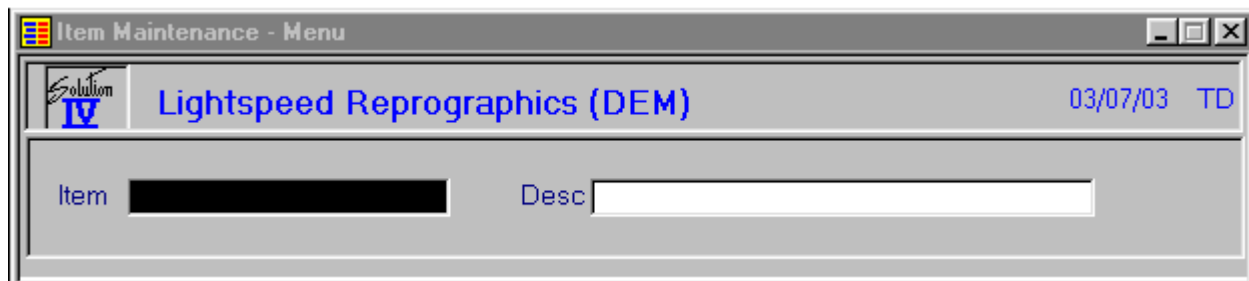 Item Maintenance - Menu
Solution IV Lightspeed Reprographics (DEM) 03/07/03 TD
Item Desc